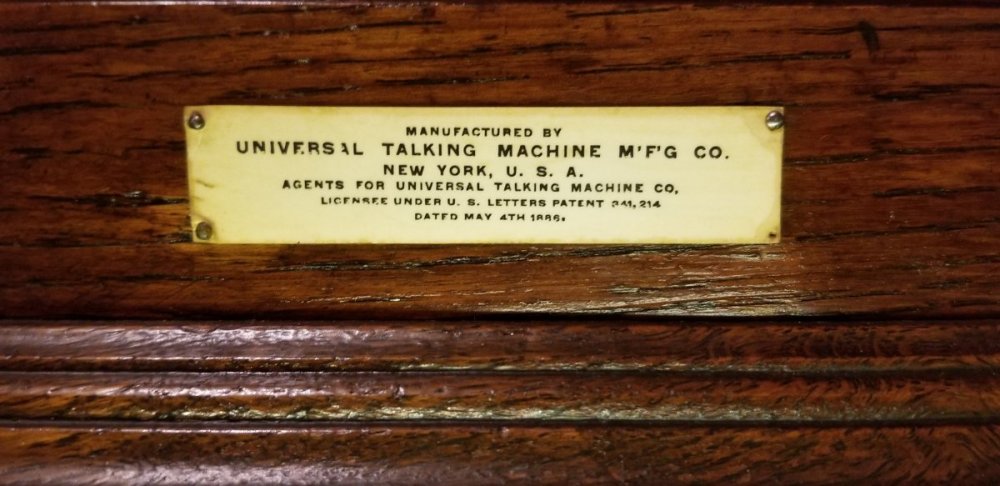 MANUFACTURED BY
UNIVERSAL TALKING MACHINE M'F'G CO.
NEW YORK, U. S. A.
AGENTS FOR UNIVERSAL TALKING MACHINE CO,
LICENSEE UNDER U. S. LETTERS PATENT 341,214
DATED MAY 4TH 1886.